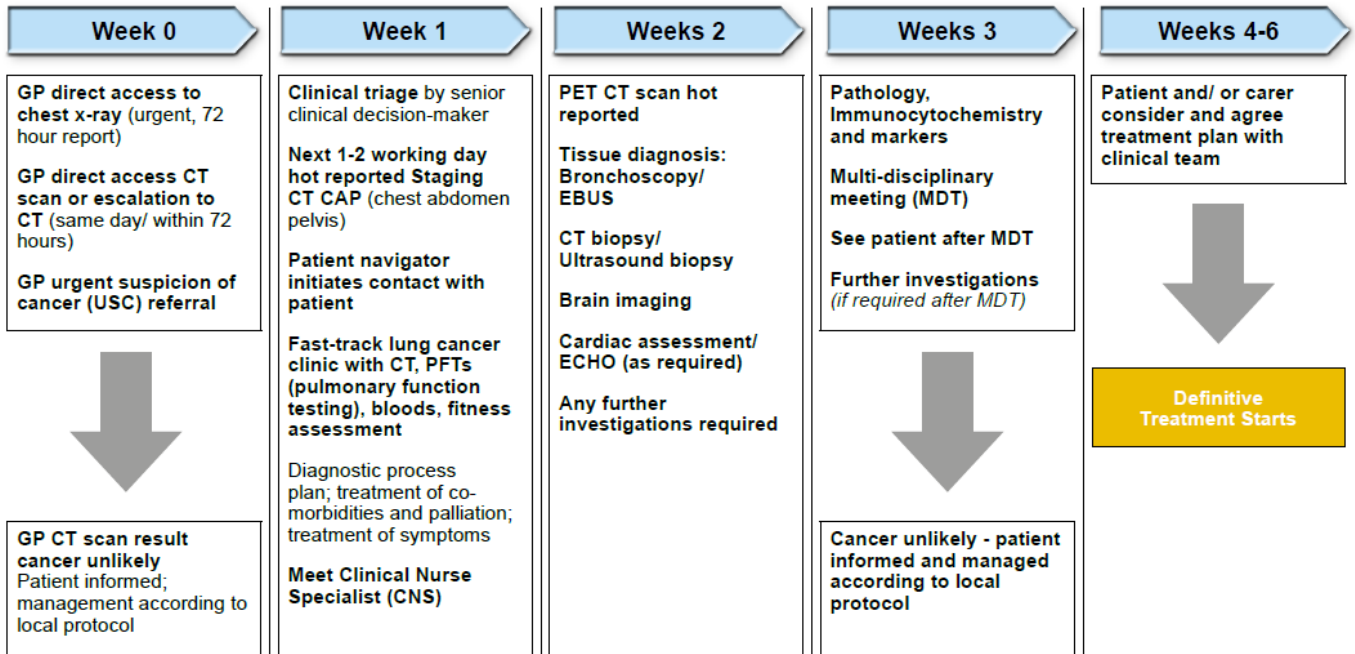 Week 0
GP direct access to
chest x-ray (urgent, 72
hour report)
GP direct access CT
scan or escalation to
CT (same day/ within 72
hours)
GP urgent suspicion of
cancer (USC) referral
GP CT scan result
cancer unlikely
Patient informed;
management according to
local protocol
Week 1
Clinical triage by senior
clinical decision-maker
Next 1-2 working day
hot reported Staging
CT CAP (chest abdomen
pelvis)
Patient navigator
initiates contact with
patient
Fast-track lung cancer
clinic with CT, PFTs
(pulmonary function
testing), bloods, fitness
assessment
Diagnostic process
plan; treatment of co-
morbidities and palliation;
treatment of symptoms
Meet Clinical Nurse
Specialist (CNS)
Weeks 2
PET CT scan hot
reported
Tissue diagnosis:
Bronchoscopy/
EBUS
CT biopsy/
Ultrasound biopsy
Brain imaging
Cardiac assessment/
ECHO (as required)
Any further
investigations required
Weeks 3
Pathology,
Immunocytochemistry
and markers
Multi-disciplinary
meeting (MDT)
See patient after MDT
Further investigations
(if required after MDT)
Cancer unlikely - patient
informed and managed
according to local
protocol
Weeks 4-6
Patient and/ or carer
consider and agree
treatment plan with
clinical team
Definitive
Treatment Starts